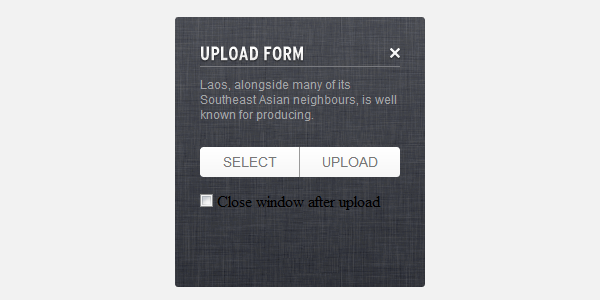 UPLOAD FORM
Laos, alongside many of its
Southeast Asian neighbours, is well
known for producing.
SELECT UPLOAD
Close window after upload